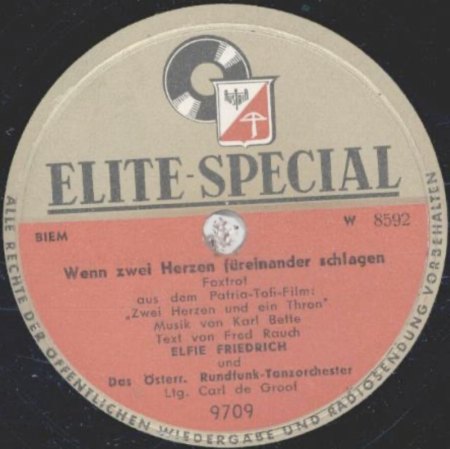 ELITE-SPECIAL
BIEM
W 8592
Wenn zwei Herzen füreinander schlagen
Foxtrot
aus dem Patria-Tofi-Film:
„Zwei Herzen und ein Thron"
Musik von Karl Bette
Text von Fred Rauch
ELFIE FRIEDRICH
und
Das Österr. Rundfunk-Tanzorchester
Ltg. Carl de Groof
9709
ALLE RECHTE DER ÖFFENTLICHEN WIEDERGABE UND RADIOSENDUNG VORBEHALTEN